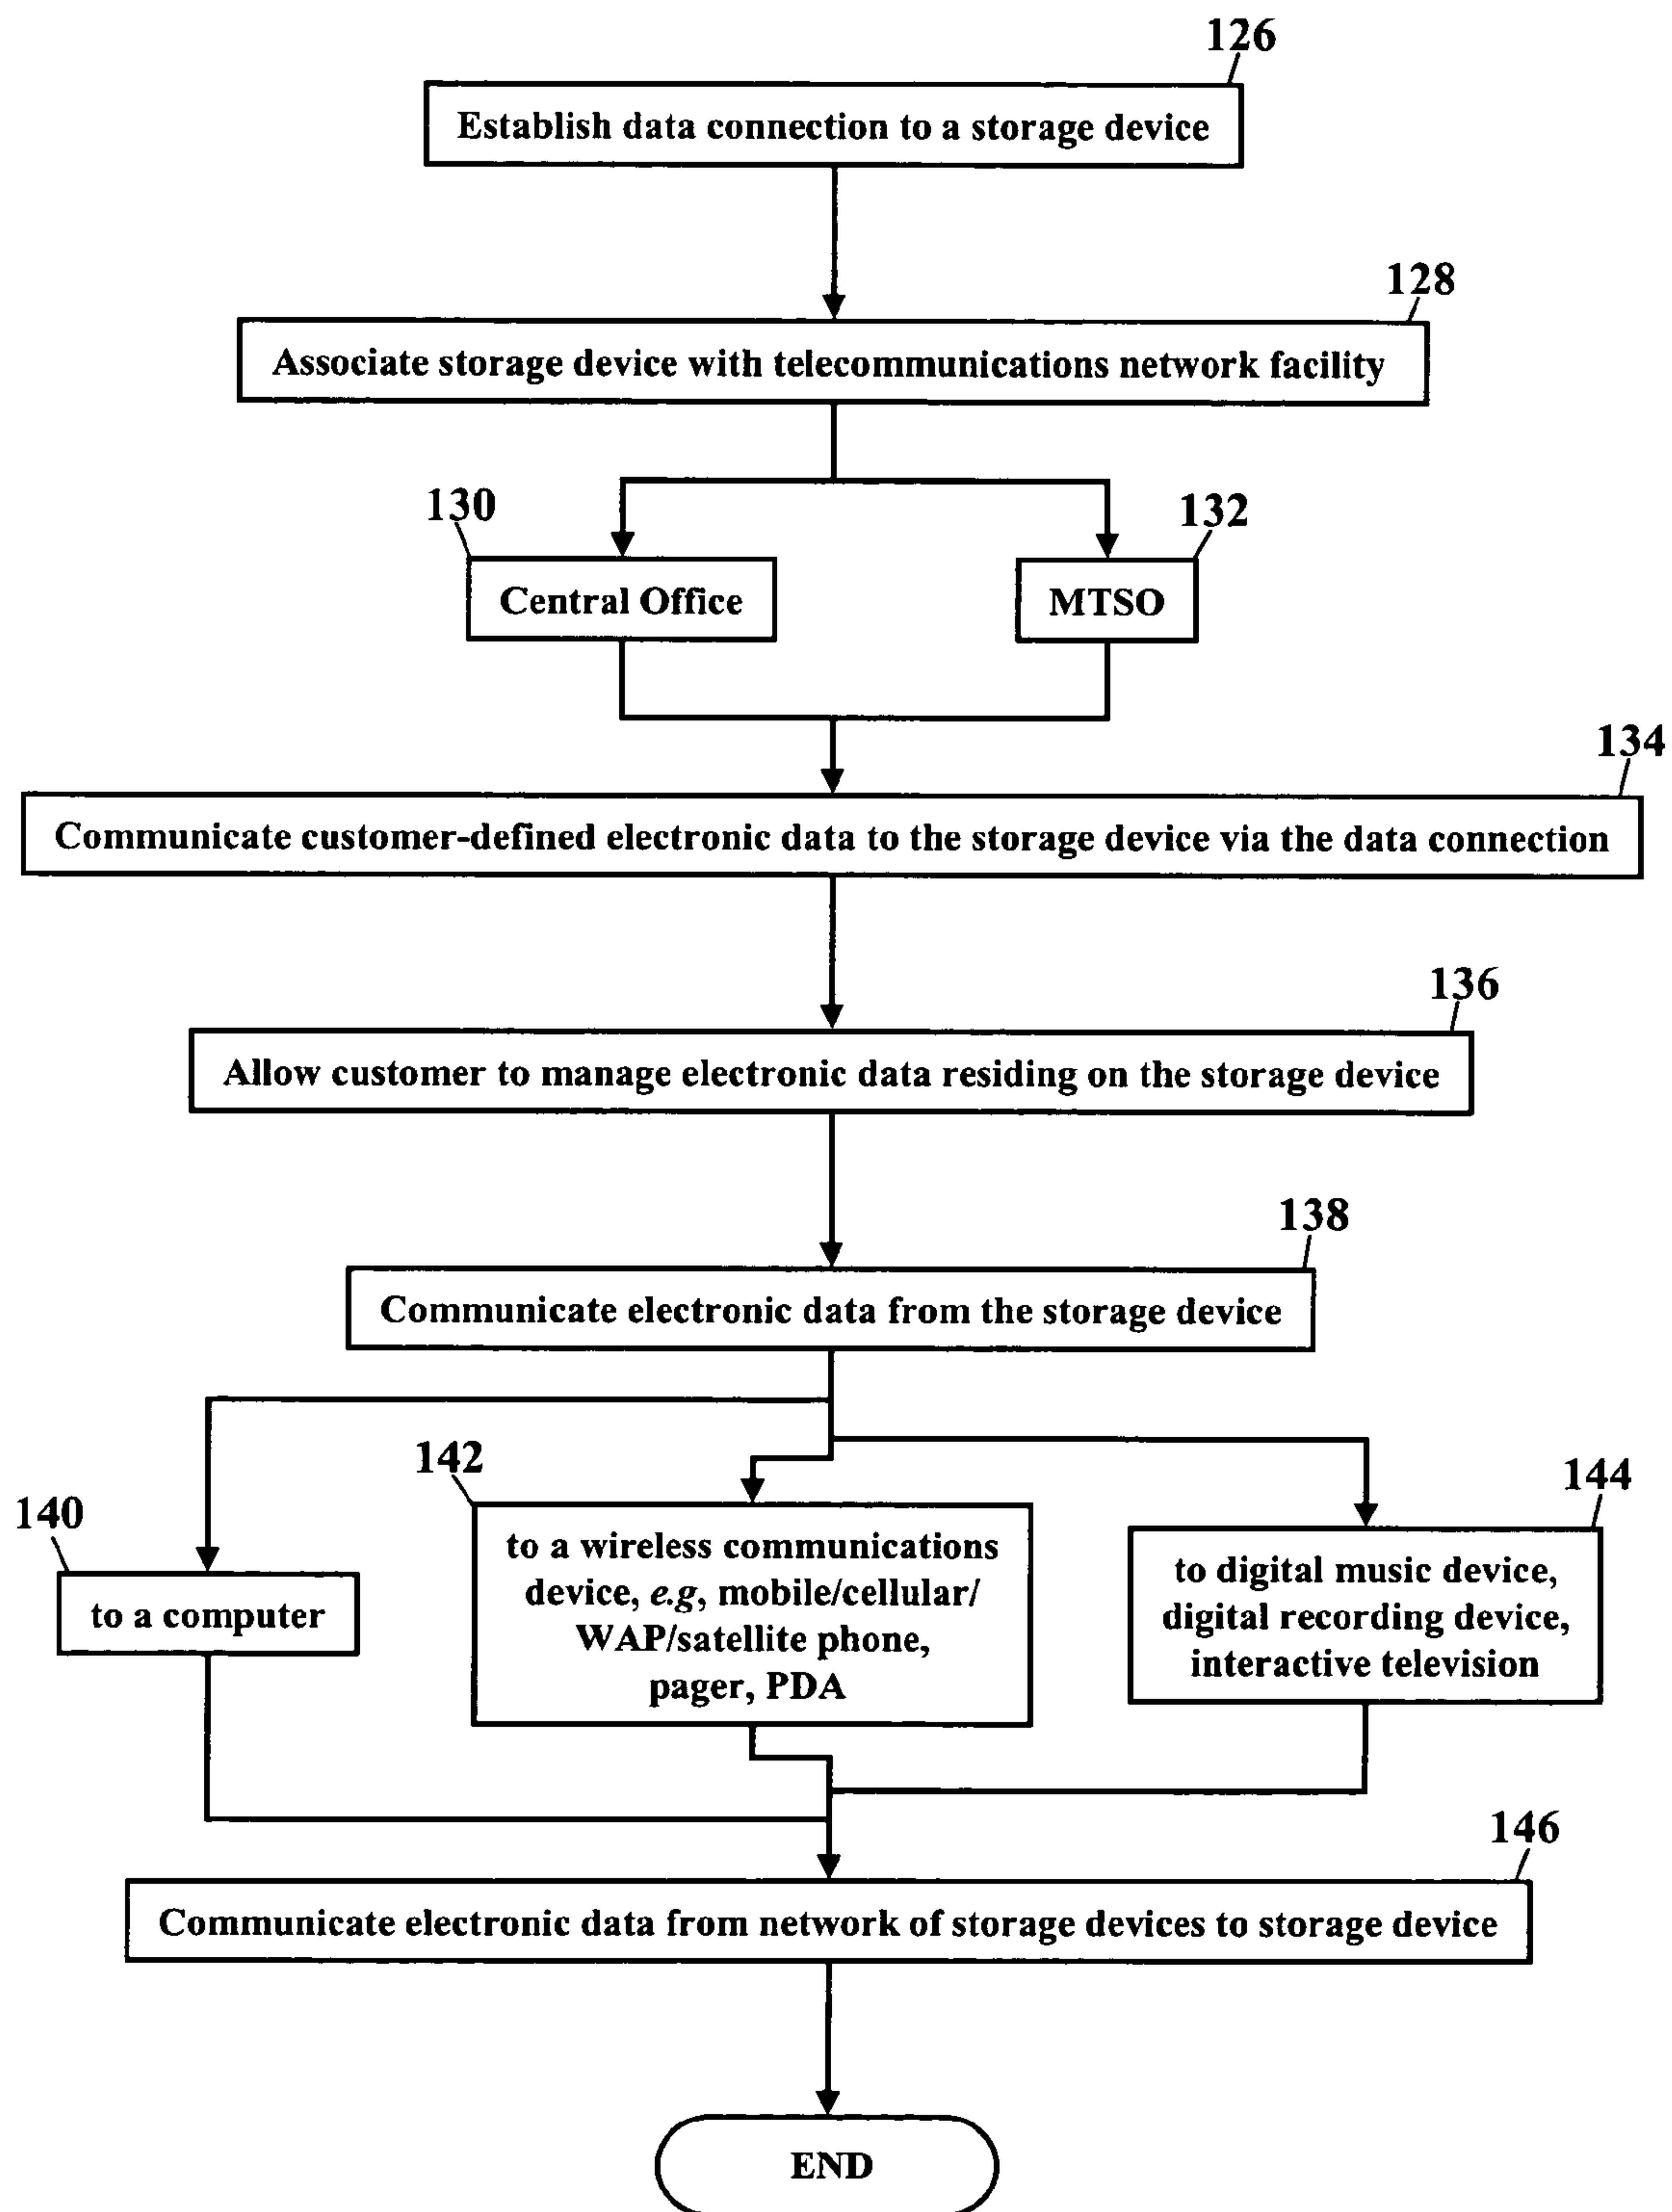 126
Establish data connection to a storage device
128
Associate storage device with telecommunications network facility
130
132
Central Office
MTSO
134
Communicate customer-defined electronic data to the storage device via the data connection
136
Allow customer to manage electronic data residing on the storage device
138
Communicate electronic data from the storage device
140
to a computer
142
to a wireless communications
device, e.g, mobile/cellular/
WAP/satellite phone,
pager, PDA
144
to digital music device,
digital recording device,
interactive television
146
Communicate electronic data from network of storage devices to storage device
END